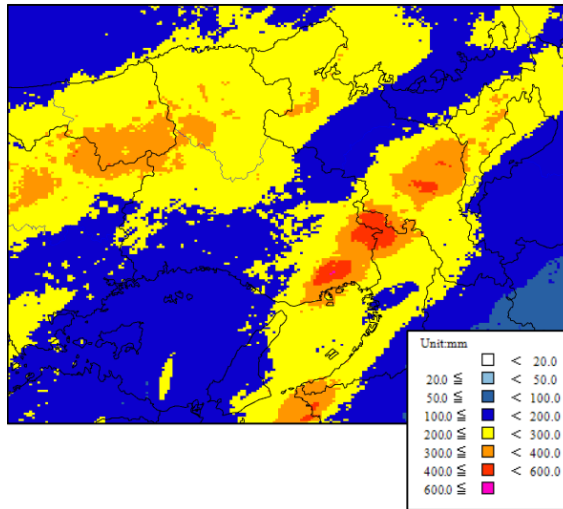 Unit:mm
< 20.0
20.0 ≦ < 50.0
50.0 ≦ < 100.0
100.0 ≦ < 200.0
200.0 ≦ < 300.0
300.0 ≦ < 400.0
400.0 ≦ < 600.0
600.0 ≦